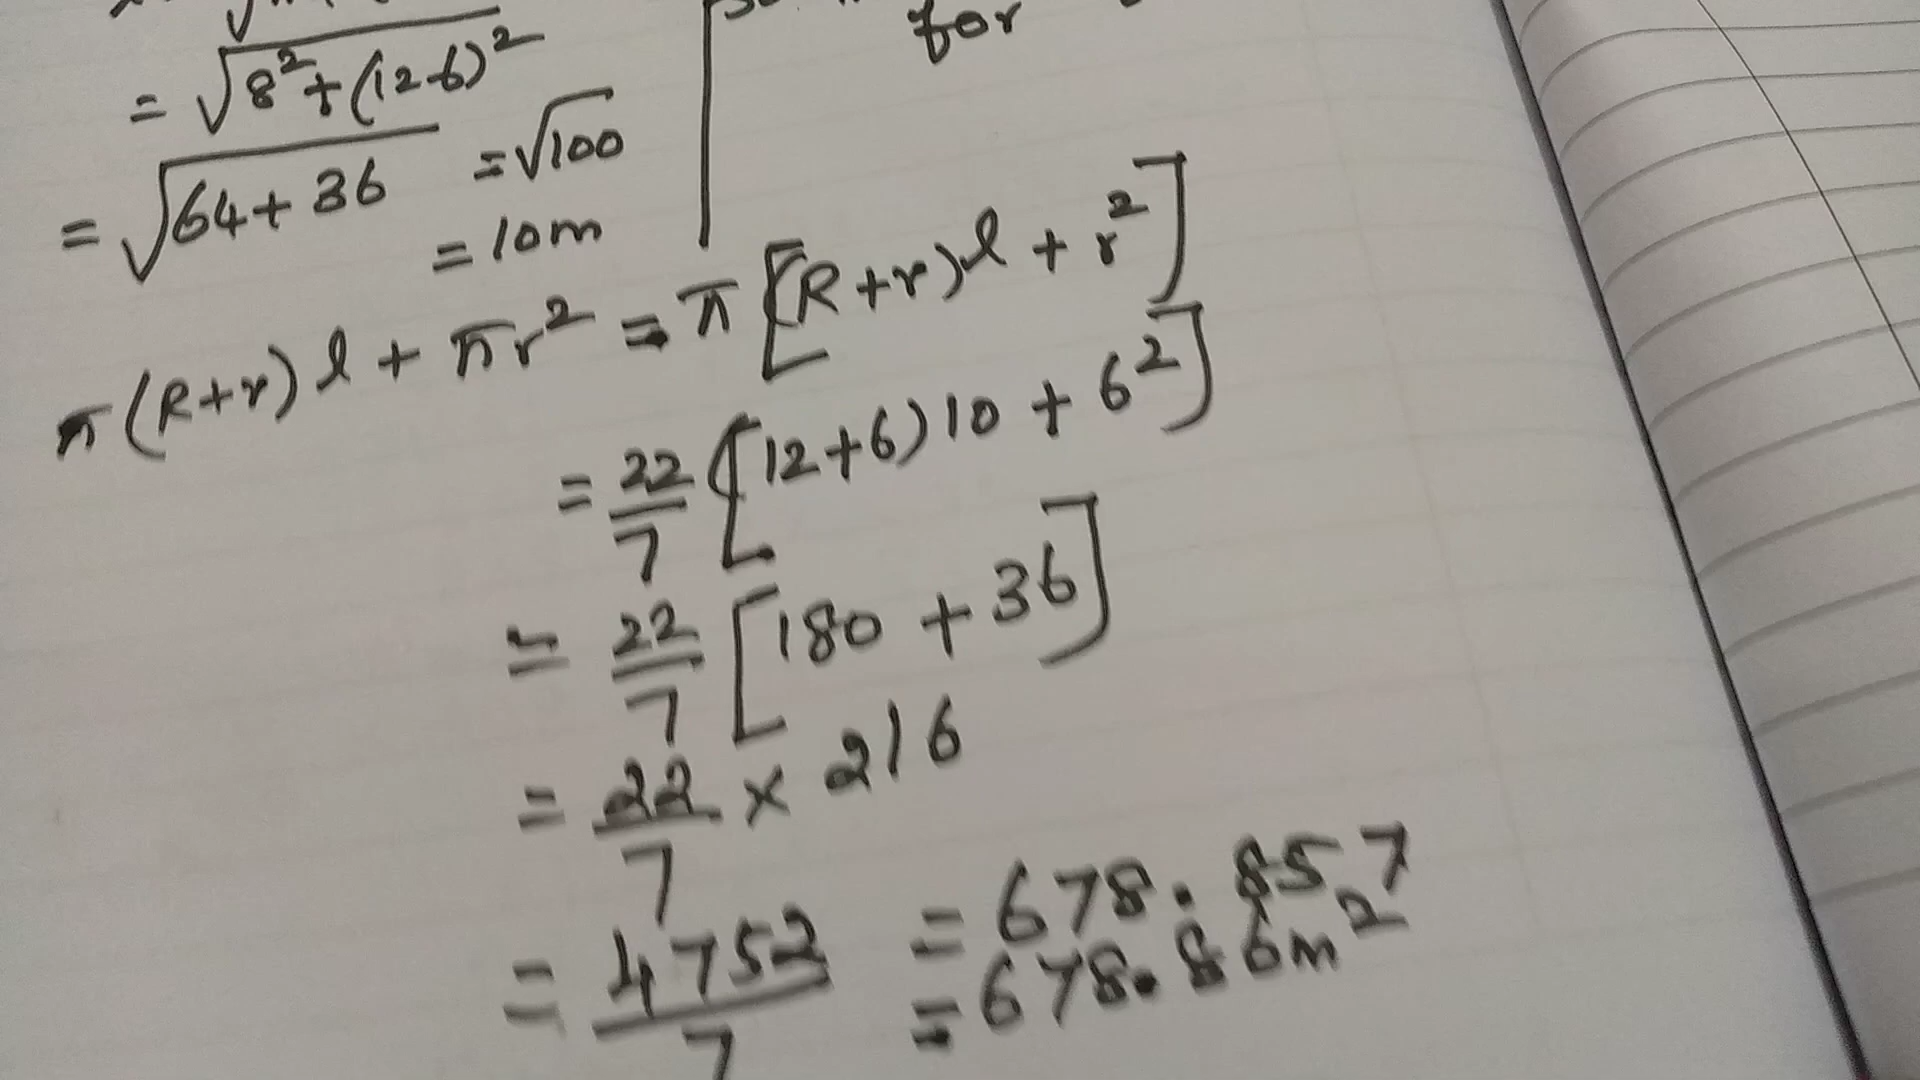 for
= √8² + (12-6)²
= √64 + 36 = √100
= 10m
π (R+r) l + πr² = π [(R+r) l + r²]
= 22/7 [(12+6) 10 + 6²]
= 22/7 [180 + 36]
= 22/7 × 216
= 4752/7 = 678.857
= 678.86m²